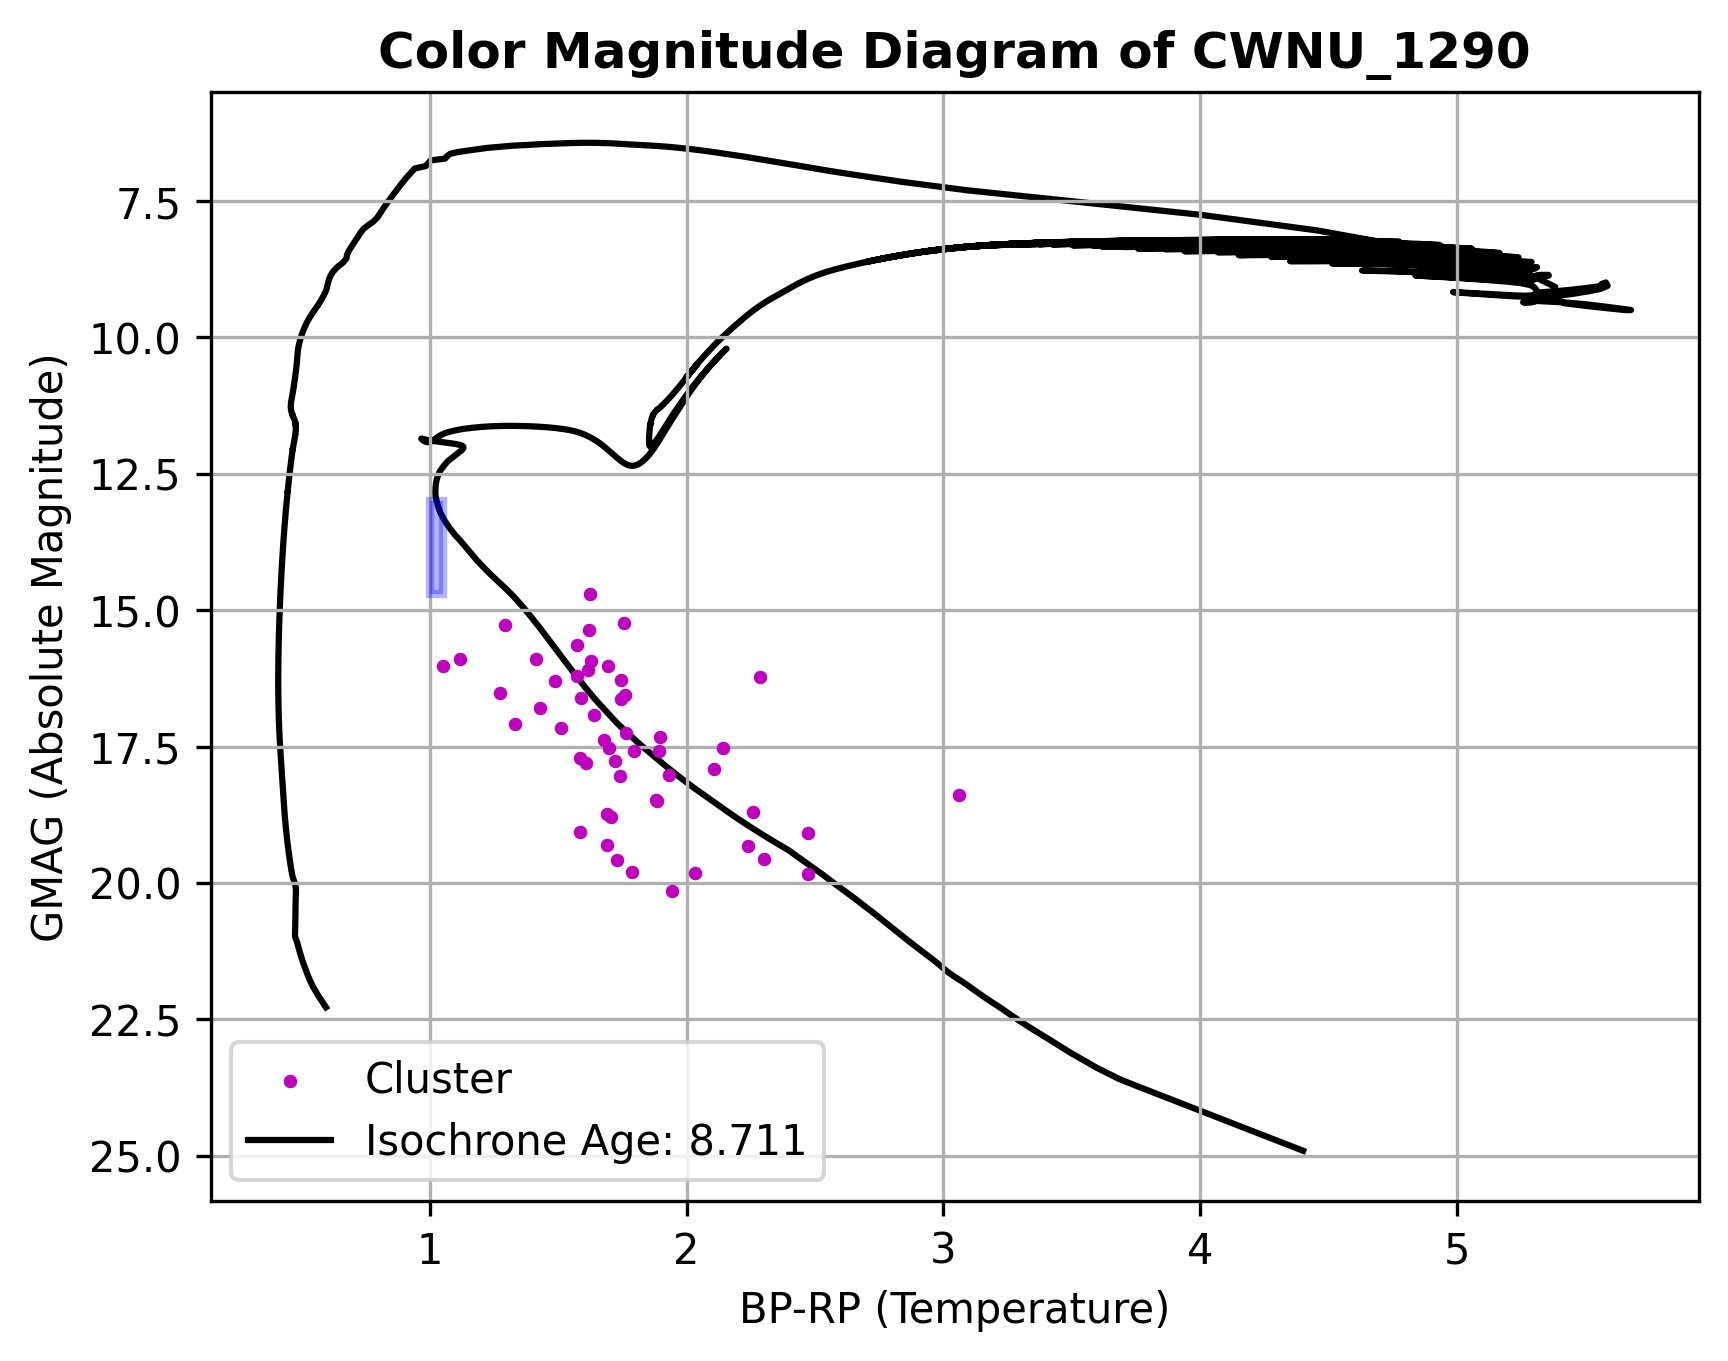 Color Magnitude Diagram of CWNU_1290
GMAG (Absolute Magnitude)
7.5
10.0
12.5
15.0
17.5
20.0
22.5
25.0
Cluster
Isochrone Age: 8.711
1 2 3 4 5
BP-RP (Temperature)